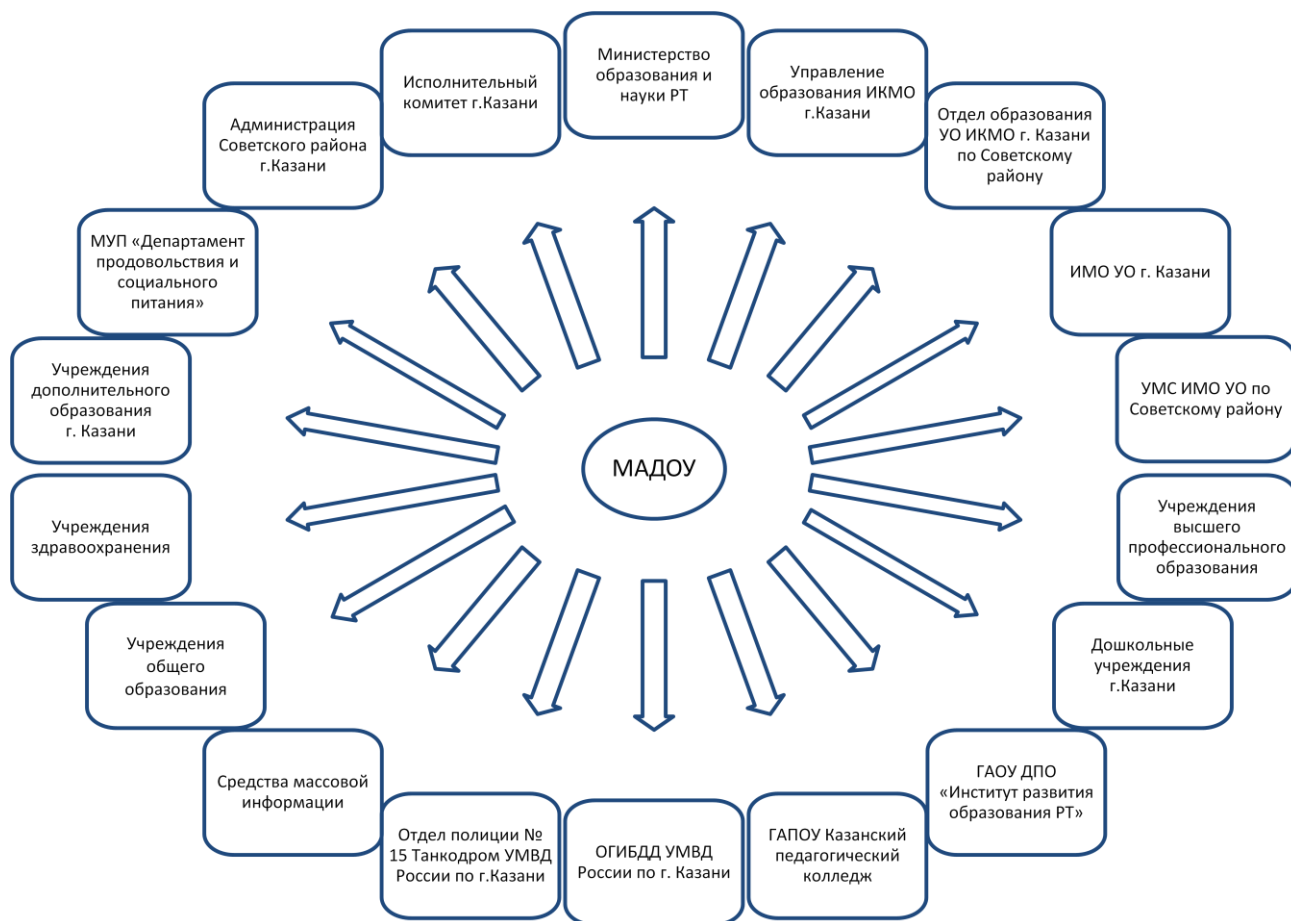 Министерство
образования и
науки РТ
Управление
образования ИКМО
г.Казани
Отдел образования
УО ИКМО г. Казани
по Советскому
району
ИМО УО г. Казани
УМС ИМО УО по
Советскому району
Учреждения
высшего
профессионального
образования
Дошкольные
учреждения
г.Казани
ГАОУ ДПО
«Институт развития
образования РТ»
ГАПОУ Казанский
педагогический
колледж
ОГИБДД УМВД
России по г. Казани
Отдел полиции №
15 Танкодром УМВД
России по г.Казани
Средства массовой
информации
Учреждения
общего
образования
Учреждения
здравоохранения
Учреждения
дополнительного
образования
г. Казани
МУП «Департамент
продовольствия и
социального
питания»
Администрация
Советского района
г.Казани
Исполнительный
комитет г.Казани
МАДОУ